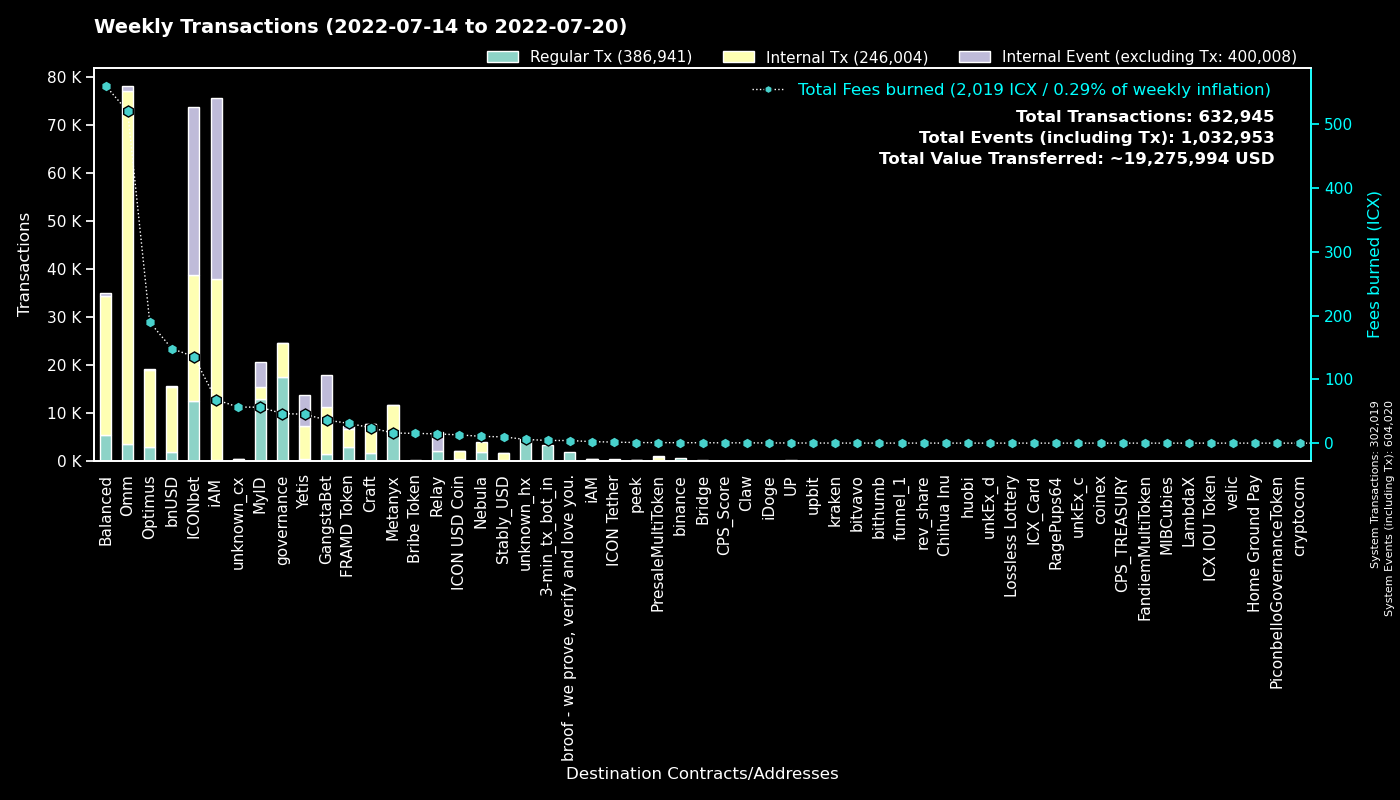 Weekly Transactions (2022-07-14 to 2022-07-20)
Regular Tx (386,941)
Internal Tx (246,004)
Internal Event (excluding Tx: 400,008)
Total Fees burned (2,019 ICX / 0.29% of weekly inflation)
Total Transactions: 632,945
Total Events (including Tx): 1,032,953
Total Value Transferred: ~19,275,994 USD
Transactions
80 K
70 K
60 K
50 K
40 K
30 K
20 K
10 K
0 K
500
400
300
200
100
0
Fees burned (ICX)
System Transactions: 302,019
System Events (including Tx): 604,020
Balanced
Omm
Optimus
bnUSD
ICONbet
iAM
unknown_cx
MyID
governance
Yetis
GangstaBet
FRAMD Token
Craft
Metanyx
Bribe Token
Relay
ICON USD Coin
Nebula
Stably_USD
unknown_hx
3-min_tx_bot_in
broof - we prove, verify and love you.
iAM
ICON Tether
peek
PresaleMultiToken
binance
Bridge
CPS_Score
Claw
iDoge
UP
upbit
kraken
bitvavo
bithumb
funnel_1
rev_share
Chihua Inu
huobi
unkEx_d
Lossless Lottery
ICX_Card
RagePups64
unkEx_c
coinex
CPS_TREASURY
FandiemMultiToken
MIBCubies
LambdaX
ICX IOU Token
velic
Home Ground Pay
PiconbelloGovernanceToken
cryptocom
Destination Contracts/Addresses